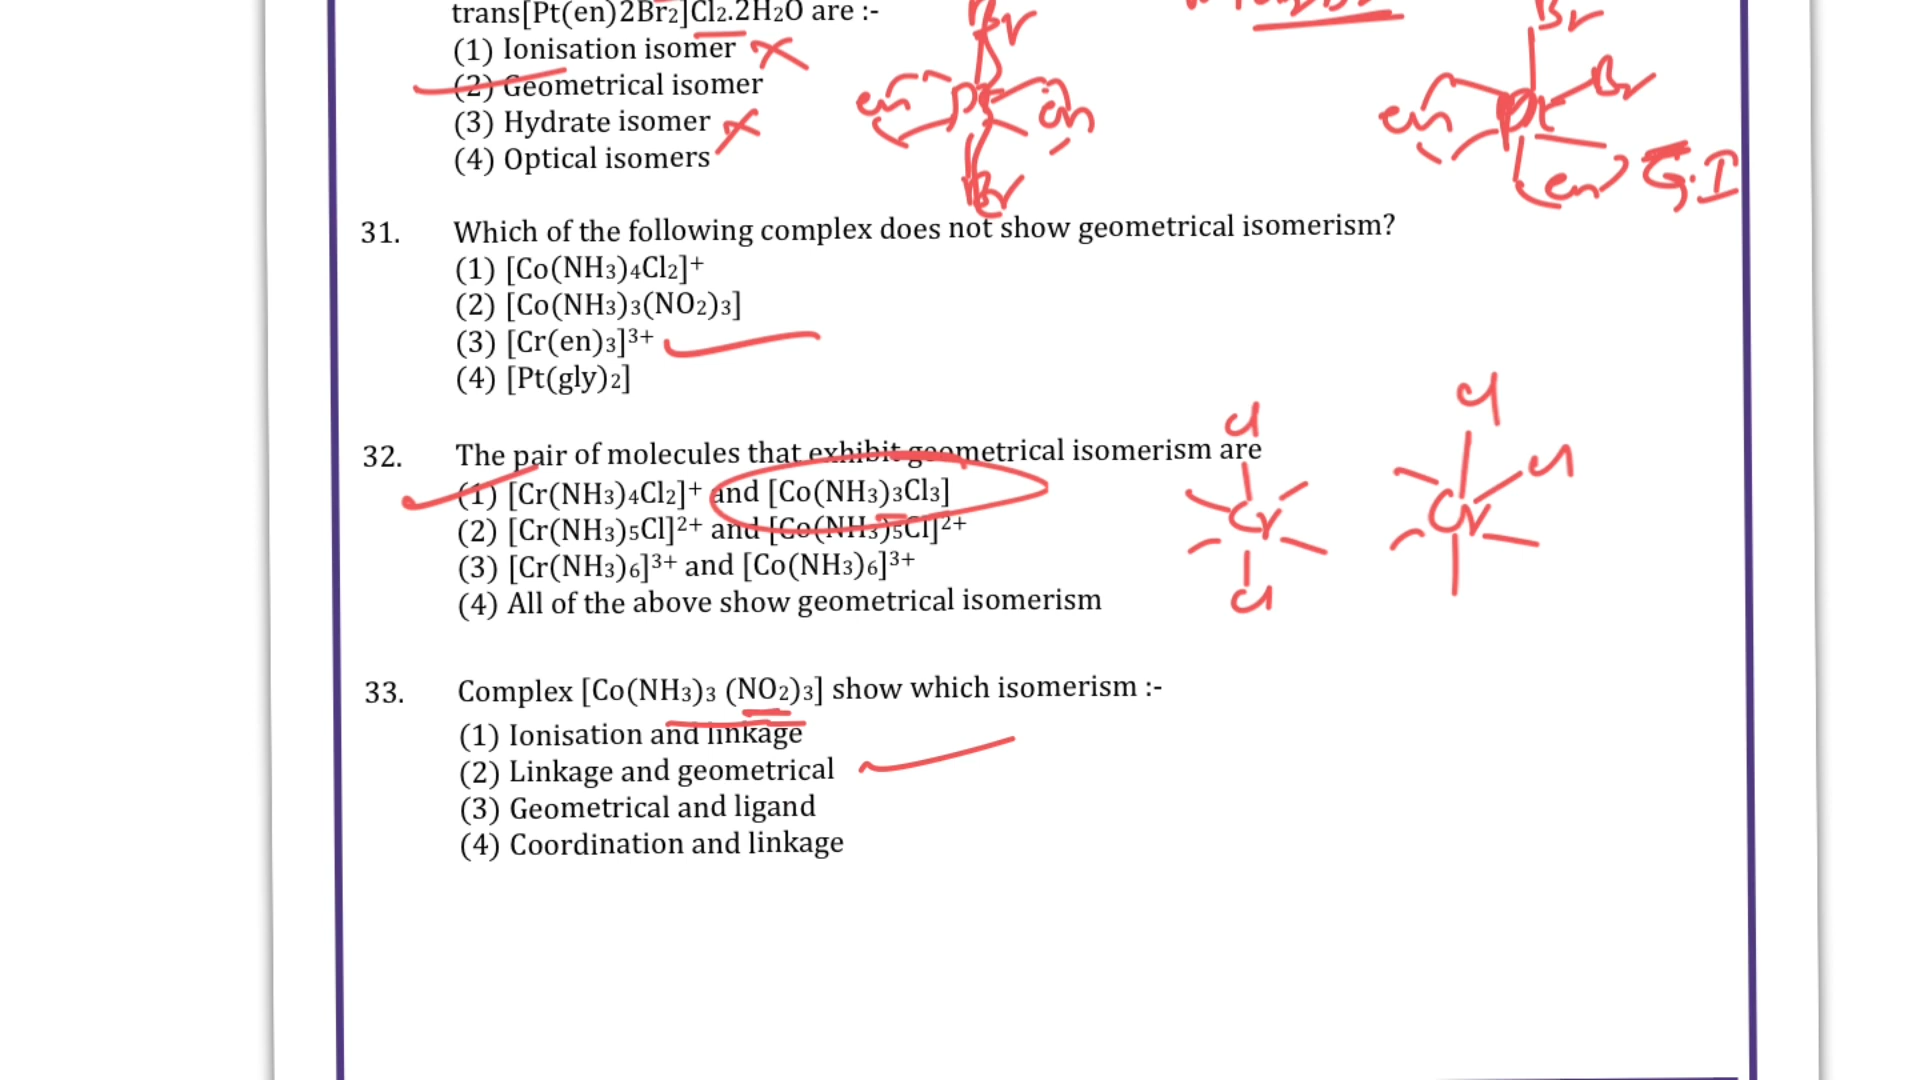 trans[Pt(en)2Br2]Cl2.2H2O are :-
(1) Ionisation isomer
(2) Geometrical isomer
(3) Hydrate isomer
(4) Optical isomers
Br
en Pt en
Br
Br
en Pt Br
en G.I
31. Which of the following complex does not show geometrical isomerism?
(1) [Co(NH3)4Cl2]+
(2) [Co(NH3)3(NO2)3]
(3) [Cr(en)3]3+
(4) [Pt(gly)2]
32. The pair of molecules that exhibit geometrical isomerism are
(1) [Cr(NH3)4Cl2]+ and [Co(NH3)3Cl3]
(2) [Cr(NH3)5Cl]2+ and [Co(NH3)5Cl]2+
(3) [Cr(NH3)6]3+ and [Co(NH3)6]3+
(4) All of the above show geometrical isomerism
Cl
Cr
Cl
Cl
Cr Cl
33. Complex [Co(NH3)3 (NO2)3] show which isomerism :-
(1) Ionisation and linkage
(2) Linkage and geometrical
(3) Geometrical and ligand
(4) Coordination and linkage